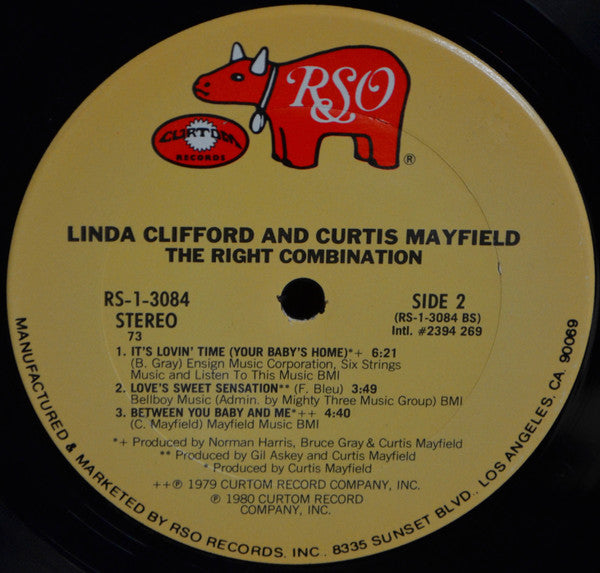 RSO
®
CURTOM
RECORDS
LINDA CLIFFORD AND CURTIS MAYFIELD
THE RIGHT COMBINATION
RS-1-3084
STEREO
73
SIDE 2
(RS-1-3084 BS)
Intl. #2394 269
1. IT'S LOVIN' TIME (YOUR BABY'S HOME)*+ 6:21
(B. Gray) Ensign Music Corporation, Six Strings
Music and Listen To This Music BMI
2. LOVE'S SWEET SENSATION** (F. Bleu) 3:49
Bellboy Music (Admin. by Mighty Three Music Group) BMI
3. BETWEEN YOU BABY AND ME*++ 4:40
(C. Mayfield) Mayfield Music BMI
*+ Produced by Norman Harris, Bruce Gray & Curtis Mayfield
** Produced by Gil Askey and Curtis Mayfield
* Produced by Curtis Mayfield
++℗ 1979 CURTOM RECORD COMPANY, INC.
℗ 1980 CURTOM RECORD
COMPANY, INC.
MANUFACTURED & MARKETED BY RSO RECORDS, INC. 8335 SUNSET BLVD., LOS ANGELES, CA. 90069